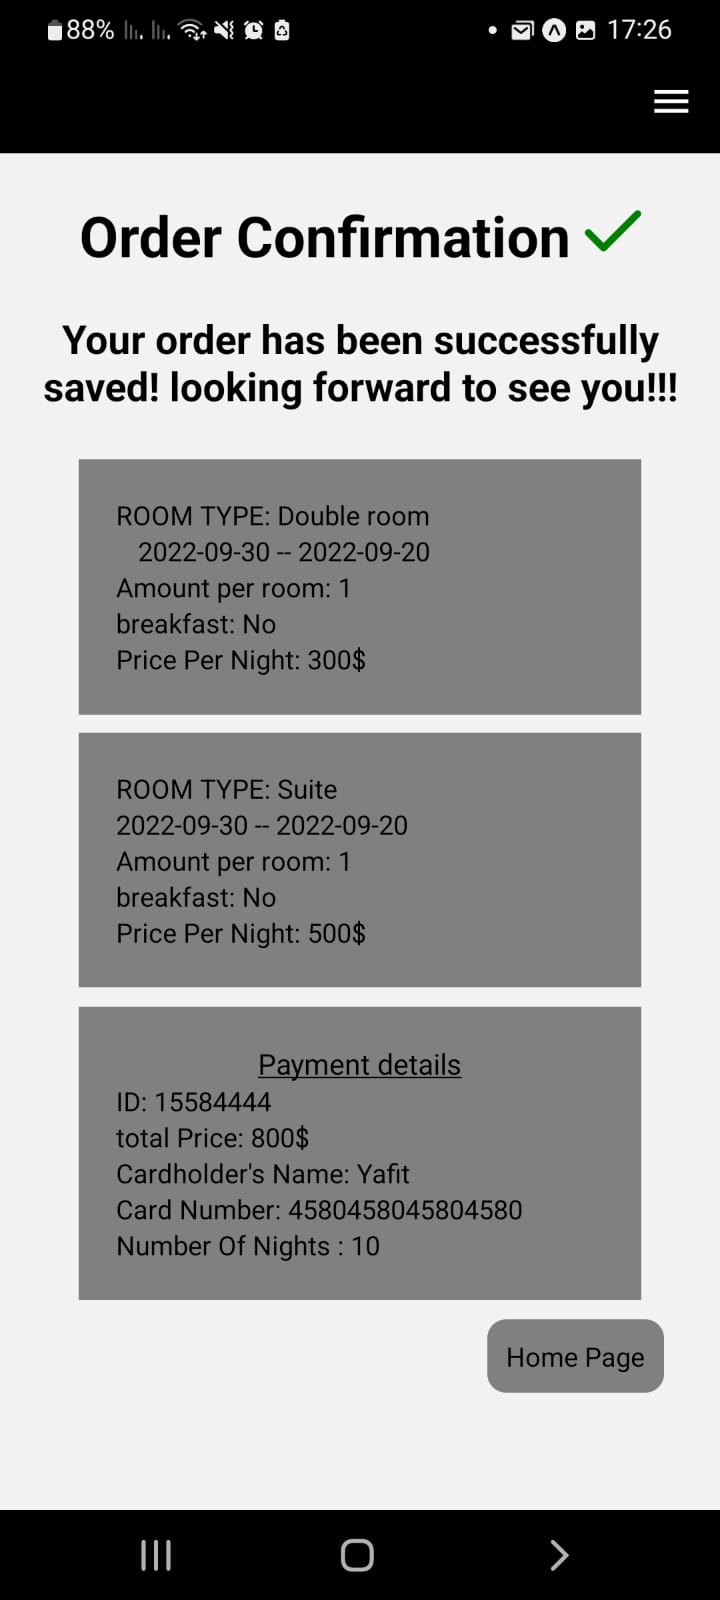 88%
17:26
Order Confirmation
Your order has been successfully
saved! looking forward to see you!!!
ROOM TYPE: Double room
2022-09-30 -- 2022-09-20
Amount per room: 1
breakfast: No
Price Per Night: 300$
ROOM TYPE: Suite
2022-09-30 -- 2022-09-20
Amount per room: 1
breakfast: No
Price Per Night: 500$
Payment details
ID: 15584444
total Price: 800$
Cardholder's Name: Yafit
Card Number: 4580458045804580
Number Of Nights : 10
Home Page